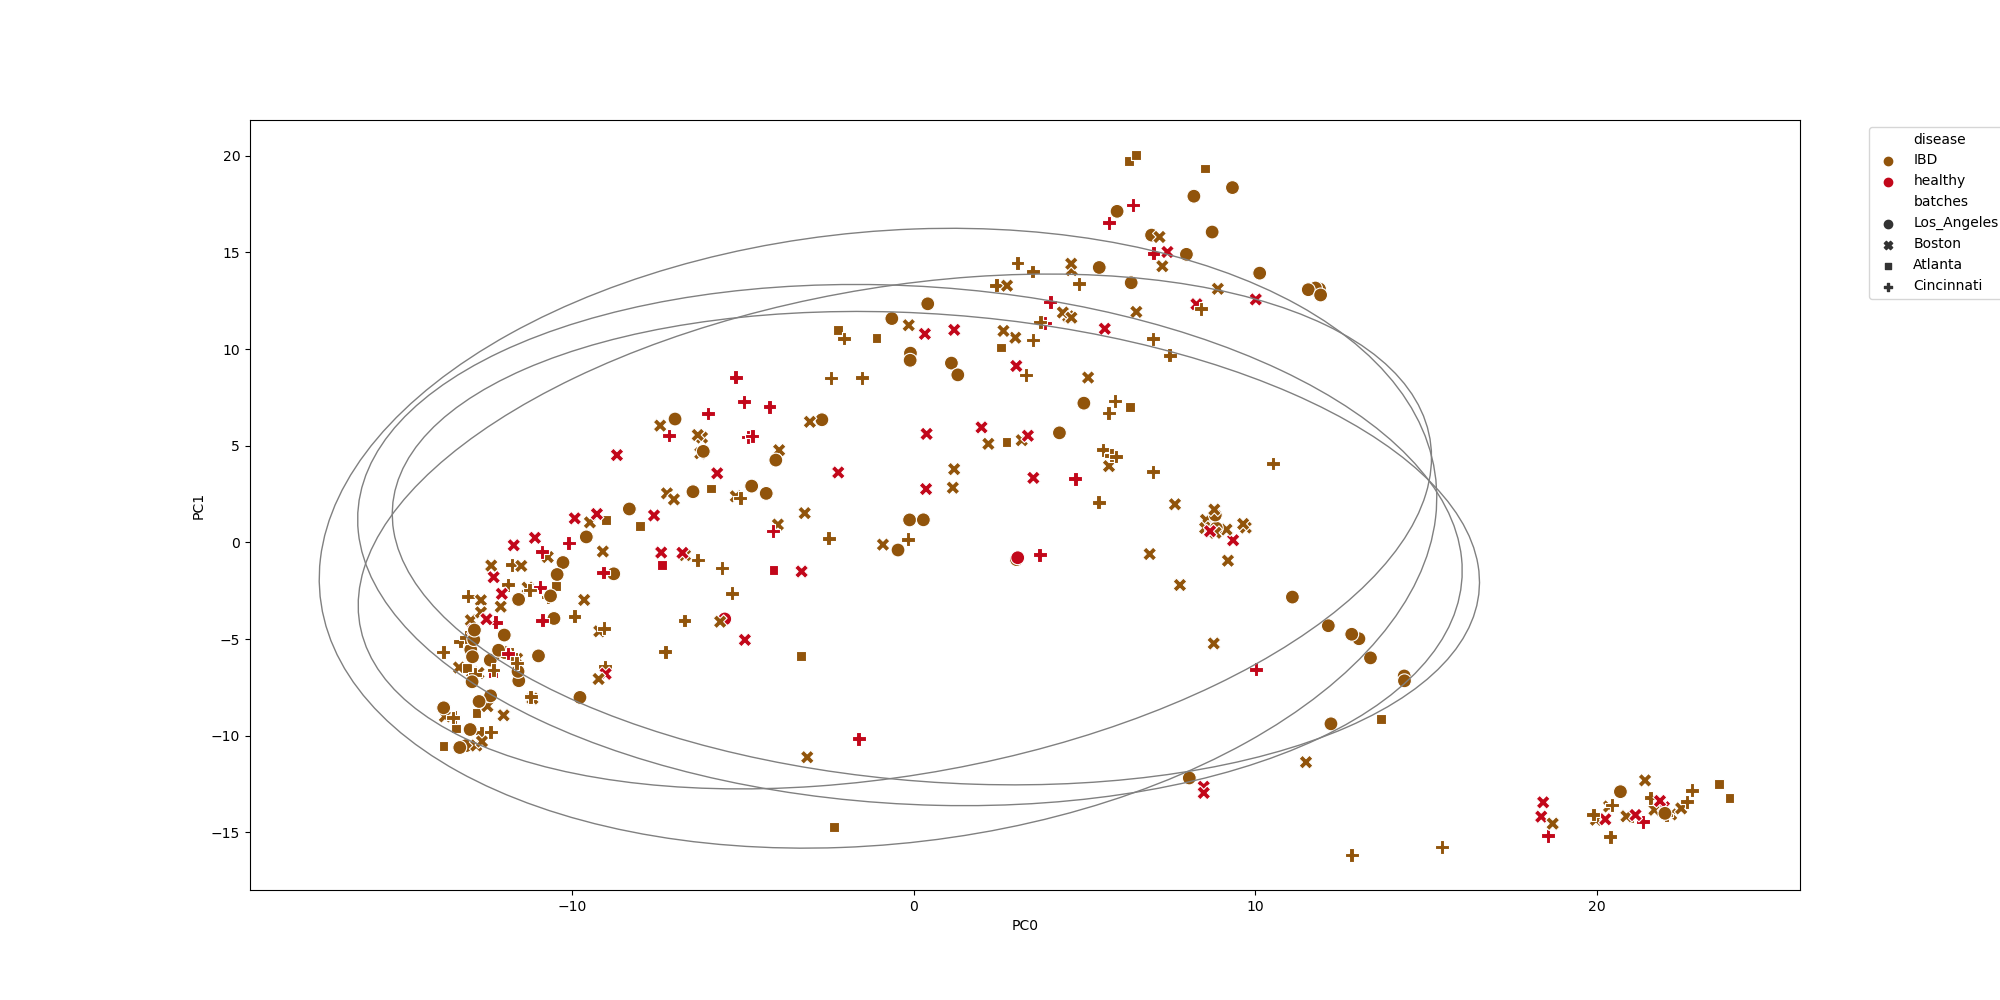 disease
IBD
healthy
batches
Los_Angeles
Boston
Atlanta
Cincinnati
20
15
10
5
0
−5
−10
−15
PC1
−10
0
10
20
PC0